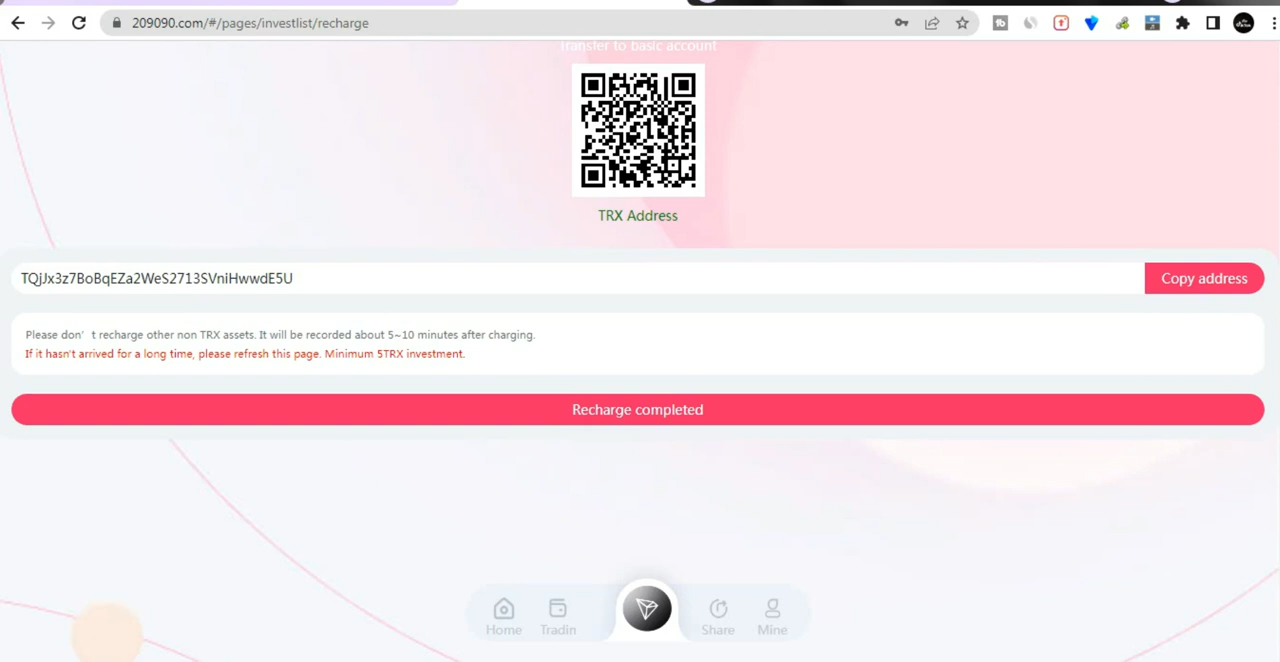 209090.com/#/pages/investlist/recharge
Transfer to basic account
TRX Address
TQjJx3z7BoBqEZa2WeS2713SVniHwwdE5U
Copy address
Please don’t recharge other non TRX assets. It will be recorded about 5~10 minutes after charging.
If it hasn't arrived for a long time, please refresh this page. Minimum 5TRX investment.
Recharge completed
Home
Tradin
Share
Mine